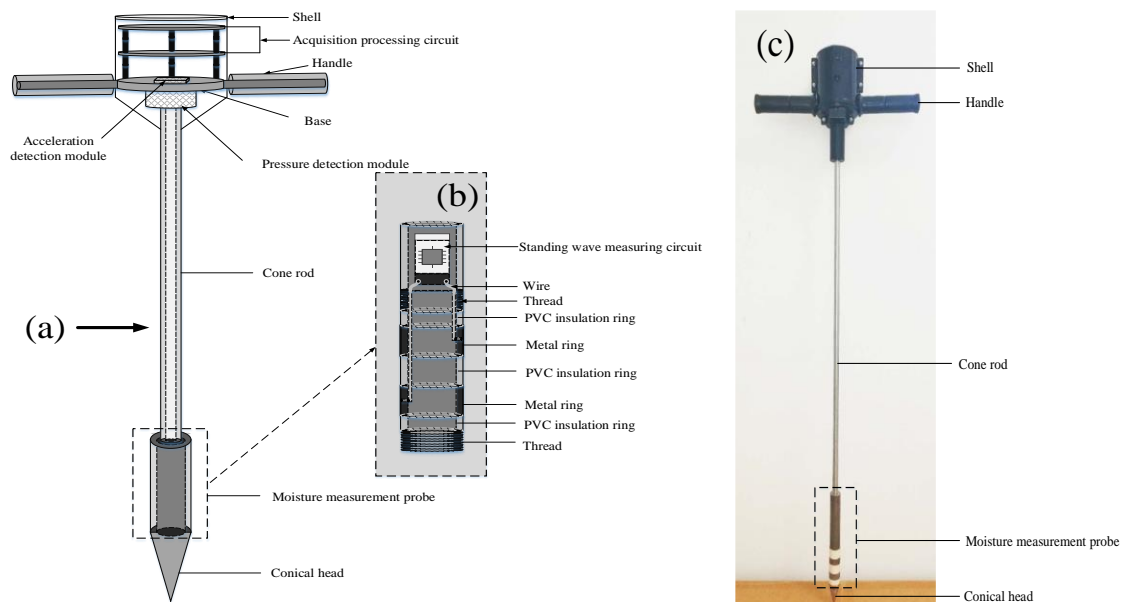 Shell
Acquisition processing circuit
Handle
Base
Acceleration
detection module
Pressure detection module
Cone rod
(a)
Moisture measurement probe
Conical head
(b)
Standing wave measuring circuit
Wire
Thread
PVC insulation ring
Metal ring
PVC insulation ring
Metal ring
PVC insulation ring
Thread
(c)
Shell
Handle
Cone rod
Moisture measurement probe
Conical head